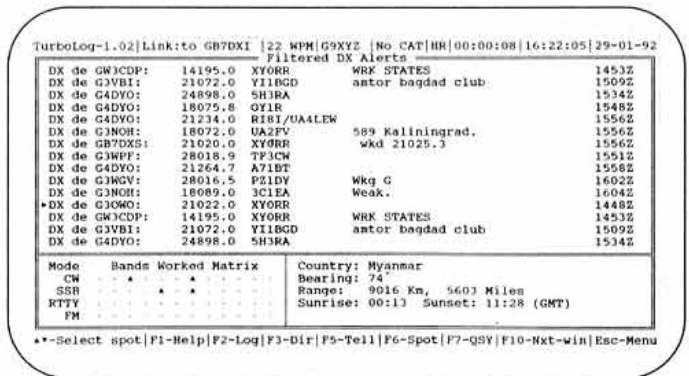 TurboLog-1.02|Link:to GB7DXI |22 WPM|G9XYZ |No CAT|HR|00:00:08|16:22:05|29-01-92
Filtered DX Alerts
DX de GW3CDP: 14195.0 XY0RR WRK STATES 1453Z
DX de G3VBI: 21072.0 YI1BGD amtor bagdad club 1509Z
DX de G4DYO: 24898.0 5H3RA 1534Z
DX de G4DYO: 18075.8 OY1R 1548Z
DX de G4DYO: 21234.0 RI8I/UA4LEW 1556Z
DX de G3NOH: 18072.0 UA2FV 589 Kaliningrad. 1556Z
DX de GB7DXS: 21020.0 XY0RR wkd 21025.3 1556Z
DX de G3WPF: 28018.9 TF3CW 1551Z
DX de G4DYO: 21264.7 A71BT 1558Z
DX de G3WGV: 28016.5 PZ1DY Wkg G 1602Z
DX de G3NOH: 18089.0 3C1EA Weak. 1604Z
▸DX de G3OWO: 21022.0 XY0RR 1448Z
DX de GW3CDP: 14195.0 XY0RR WRK STATES 1453Z
DX de G3VBI: 21072.0 YI1BGD amtor bagdad club 1509Z
DX de G4DYO: 24898.0 5H3RA 1534Z
Mode Bands Worked Matrix
CW
SSB
RTTY
FM
Country: Myanmar
Bearing: 74°
Range: 9016 Km, 5603 Miles
Sunrise: 00:13 Sunset: 11:28 (GMT)
▴▾-Select spot|F1-Help|F2-Log|F3-Dir|F5-Tell|F6-Spot|F7-QSY|F10-Nxt-win|Esc-Menu